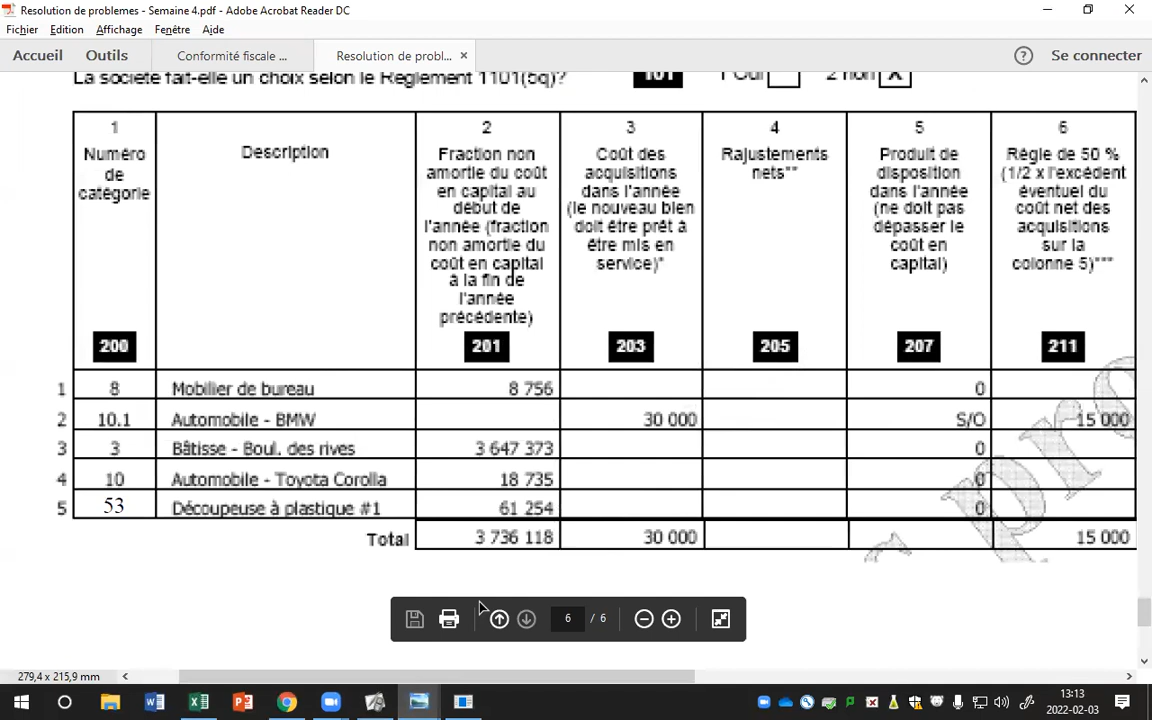 Resolution de problemes - Semaine 4.pdf - Adobe Acrobat Reader DC
Fichier Edition Affichage Fenêtre Aide
Accueil Outils Conformité fiscale ... Resolution de probl... × Se connecter
La société fait-elle un choix selon le Règlement 1101(5q)? 101 1 Oui 2 non X
1 2 3 4 5 6
Numéro de catégorie
Description
Fraction non amortie du coût en capital au début de l'année (fraction non amortie du coût en capital à la fin de l'année précédente)
Coût des acquisitions dans l'année (le nouveau bien doit être prêt à être mis en service)*
Rajustements nets**
Produit de disposition dans l'année (ne doit pas dépasser le coût en capital)
Règle de 50 % (1/2 x l'excédent éventuel du coût net des acquisitions sur la colonne 5)***
200 201 203 205 207 211
1 8 Mobilier de bureau 8 756 0
2 10.1 Automobile - BMW 30 000 S/O 15 000
3 3 Bâtisse - Boul. des rives 3 647 373 0
4 10 Automobile - Toyota Corolla 18 735 0
5 53 Découpeuse à plastique #1 61 254 0
Total 3 736 118 30 000 15 000
6 / 6
279,4 x 215,9 mm
13:13
2022-02-03